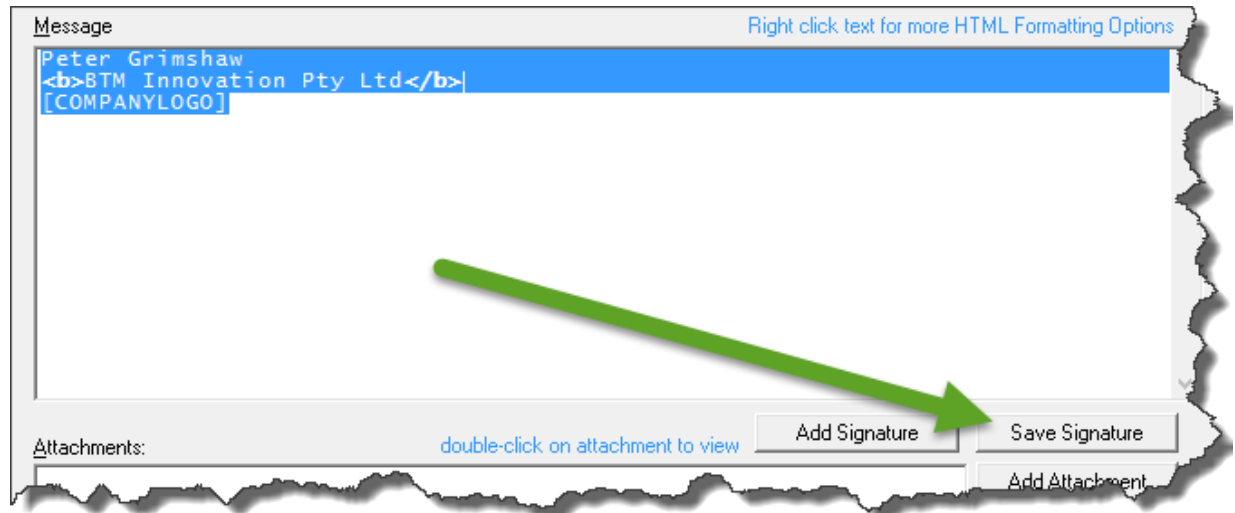 Message
Right click text for more HTML Formatting Options
Peter Grimshaw
<b>BTM Innovation Pty Ltd</b>
[COMPANYLOGO]
Add Signature
Save Signature
Attachments:
double-click on attachment to view
Add Attachment